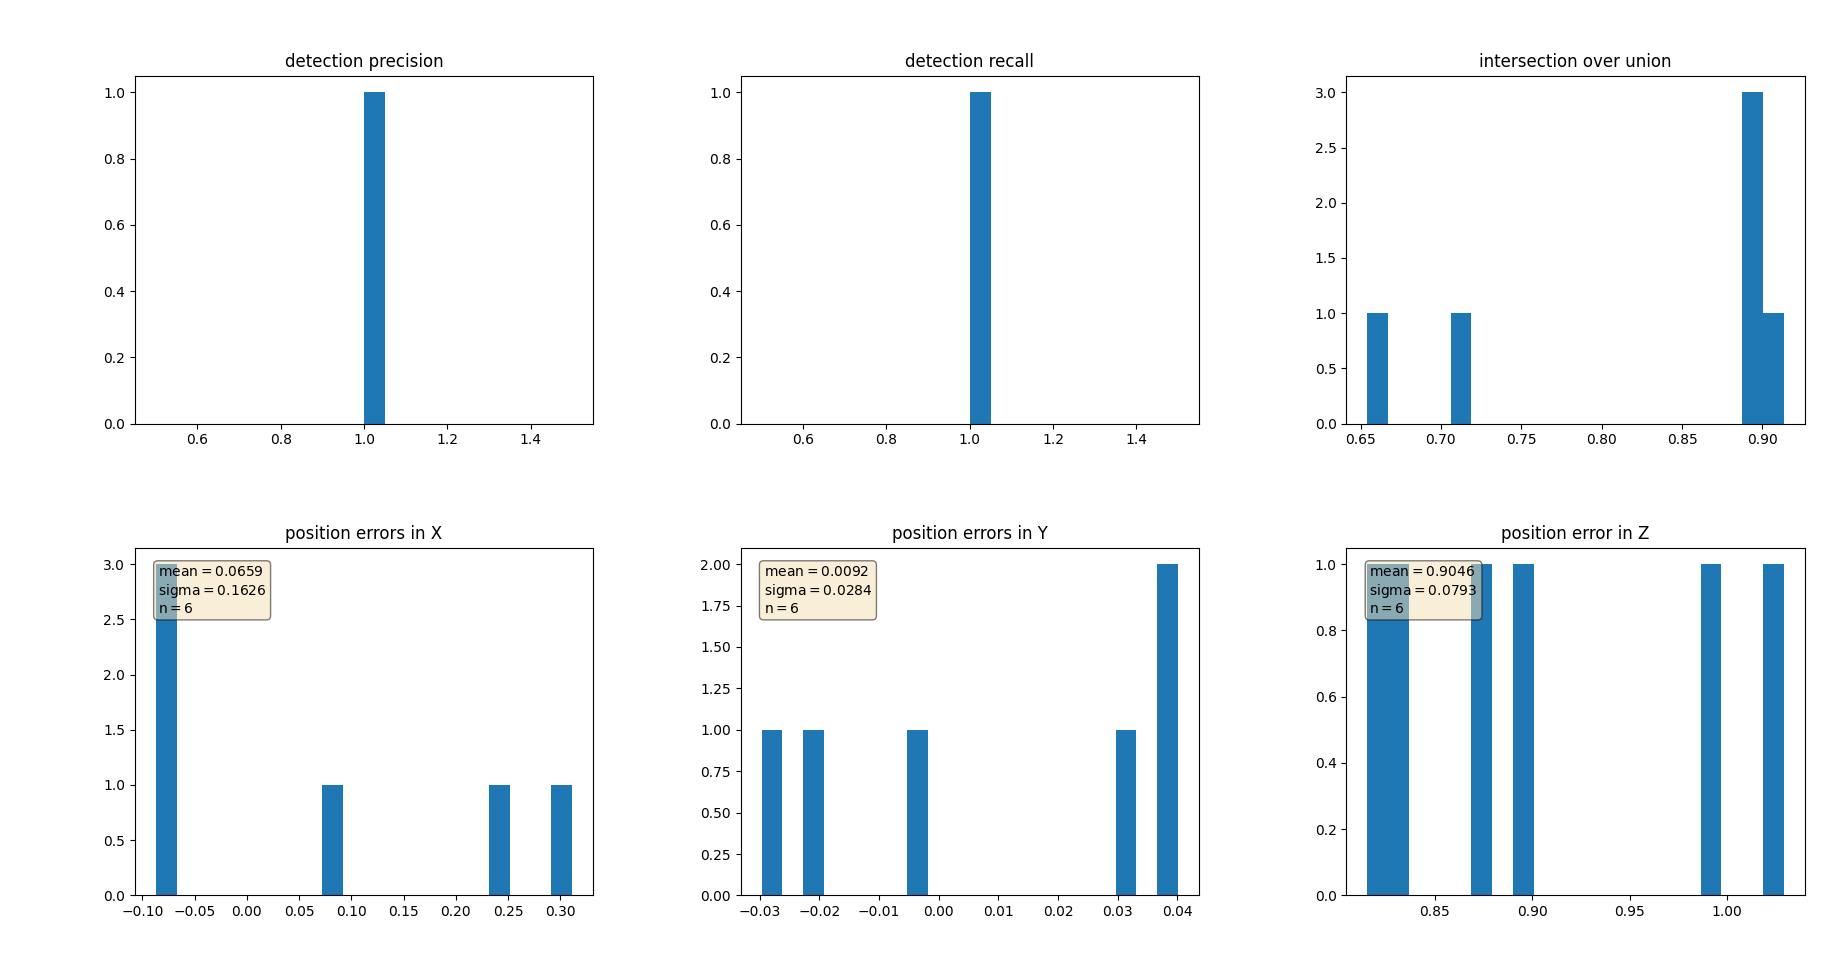 detection precision
1.0
0.8
0.6
0.4
0.2
0.0
0.6 0.8 1.0 1.2 1.4
detection recall
1.0
0.8
0.6
0.4
0.2
0.0
0.6 0.8 1.0 1.2 1.4
intersection over union
3.0
2.5
2.0
1.5
1.0
0.5
0.0
0.65 0.70 0.75 0.80 0.85 0.90
position errors in X
mean = 0.0659
sigma = 0.1626
n = 6
3.0
2.5
2.0
1.5
1.0
0.5
0.0
−0.10 −0.05 0.00 0.05 0.10 0.15 0.20 0.25 0.30
position errors in Y
mean = 0.0092
sigma = 0.0284
n = 6
2.00
1.75
1.50
1.25
1.00
0.75
0.50
0.25
0.00
−0.03 −0.02 −0.01 0.00 0.01 0.02 0.03 0.04
position error in Z
mean = 0.9046
sigma = 0.0793
n = 6
1.0
0.8
0.6
0.4
0.2
0.0
0.85 0.90 0.95 1.00